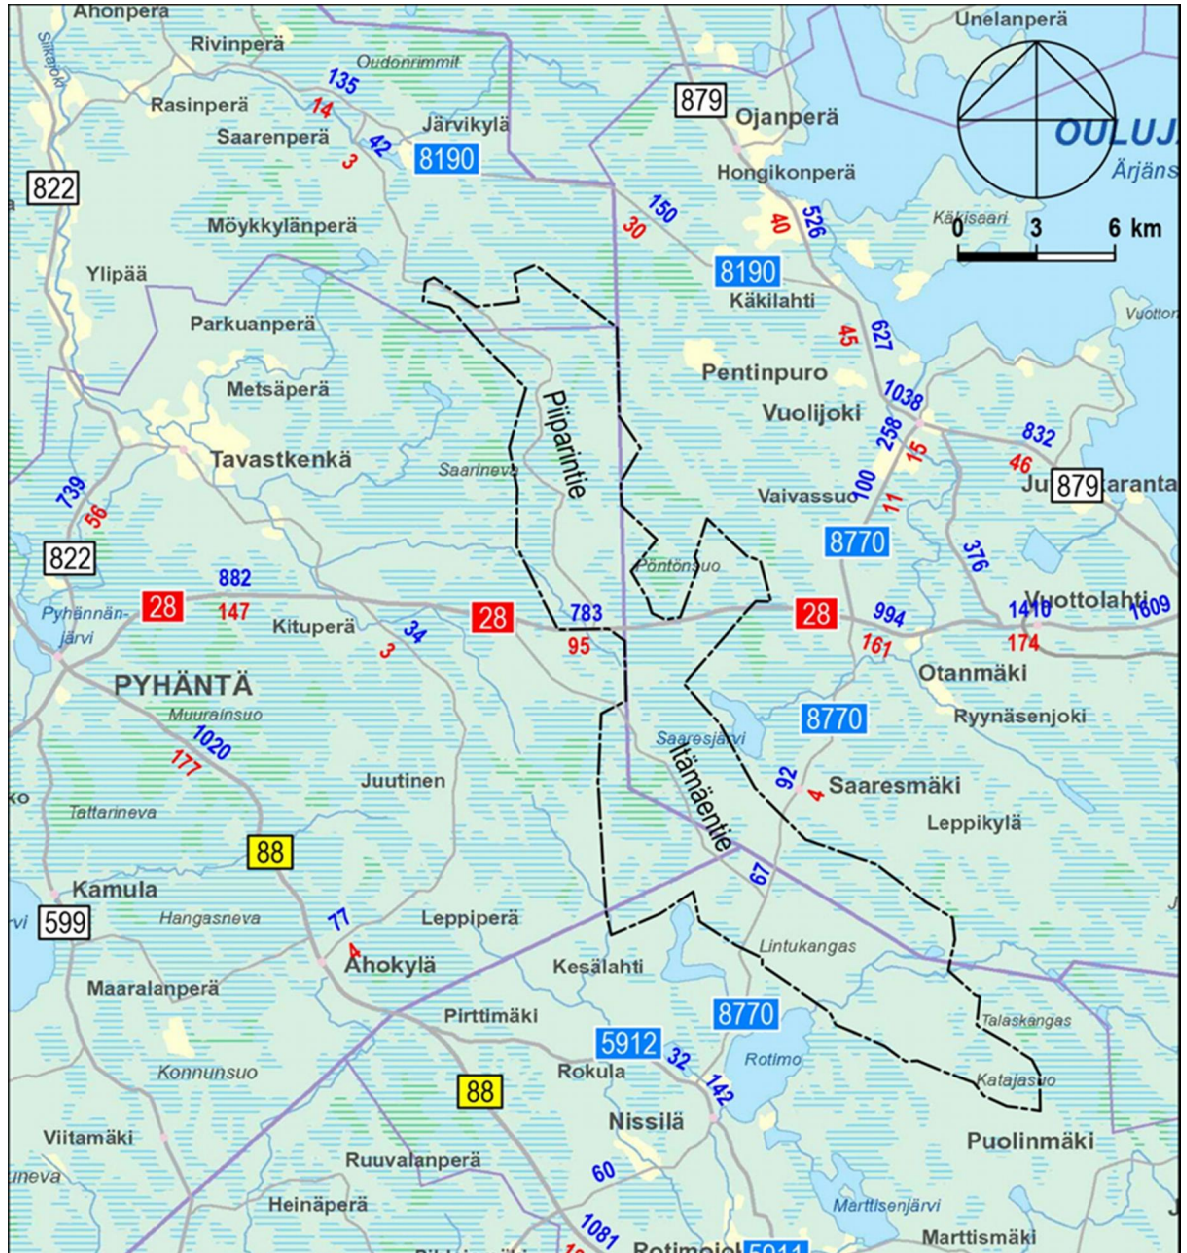 Ahonperä
Unelanperä
Rivinperä
Siikajoki
Oudonrimmit
135
879
Rasinperä
14
Järvikylä
Ojanperä
Saarenperä
42
3
8190
Hongikonperä
Ärjäns
822
150
526
Möykkylänperä
30
40
Käkisaari
0 3 6 km
Ylipää
8190
Käkilahti
Parkuanperä
45
627
Pentinpuro
Metsäperä
1038
Piiparintie
Vuolijoki
258
832
15
Tavastkenkä
Saarineva
46
739
Vaivassuo
100
11
879
56
8770
822
376
Pöntönsuo
882
28
147
28
783
28
994
Vuottolahti
1410
1609
Pyhännän-
järvi
Kituperä
34
3
95
161
174
PYHÄNTÄ
Otanmäki
Muurainsuo
8770
Ryynäsenjoki
1020
177
Saaresjärvi
Itämäentie
Juutinen
92
4
Saaresmäki
Tattarineva
Leppikylä
88
67
Kamula
77
Leppiperä
599
Hangasneva
4
Lintukangas
Ahokylä
Kesälahti
Maaralanperä
Pirttimäki
8770
Talaskangas
5912
32
Rotimo
Konnunsuo
Rokula
Katajasuo
88
142
Nissilä
Viitamäki
Puolinmäki
Ruuvalanperä
60
Heinäperä
Marttisenjärvi
1081
Marttismäki